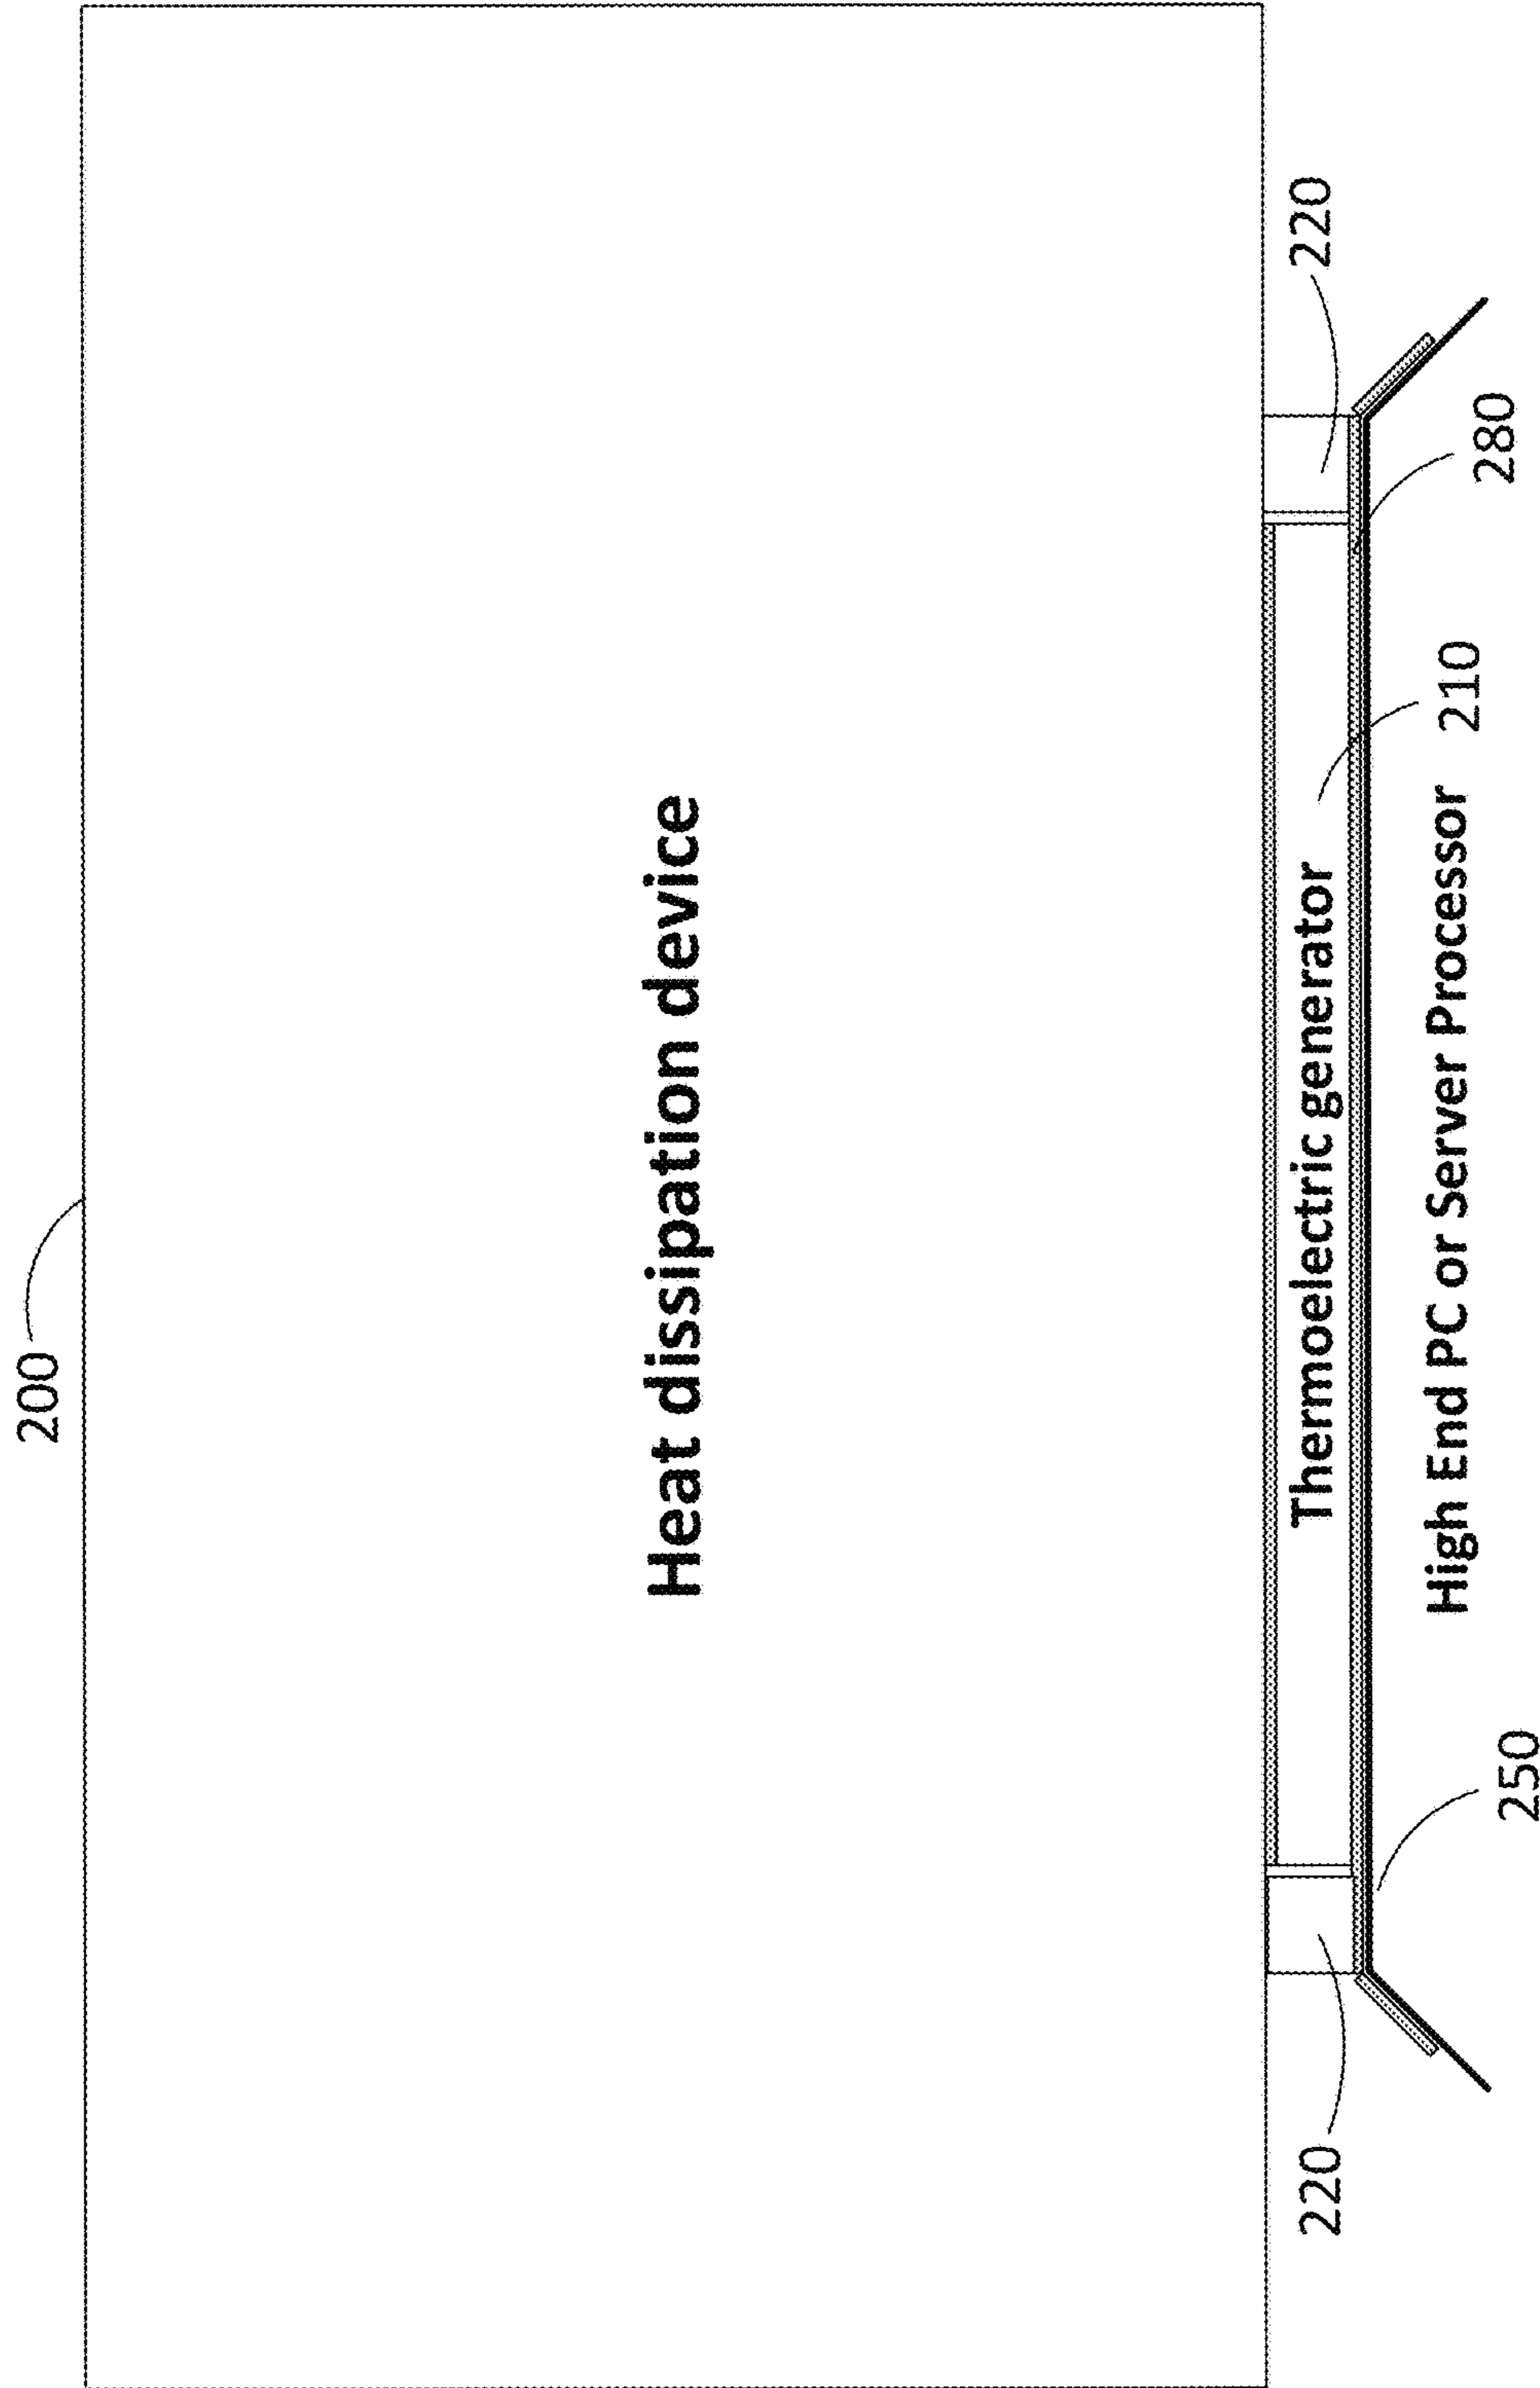 200
Heat dissipation device
220
Thermoelectric generator
220
280
High End PC or Server Processor
210
250